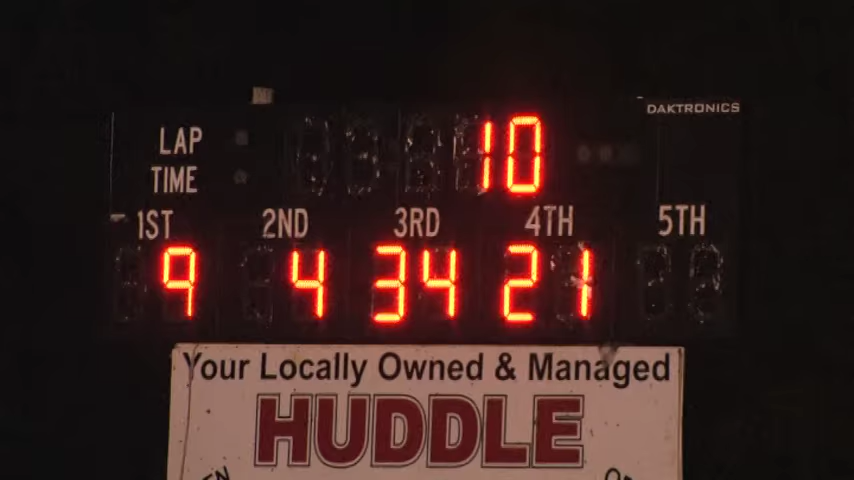 DAKTRONICS
LAP 10
TIME
1ST 2ND 3RD 4TH 5TH
9 4 34 21
Your Locally Owned & Managed
HUDDLE